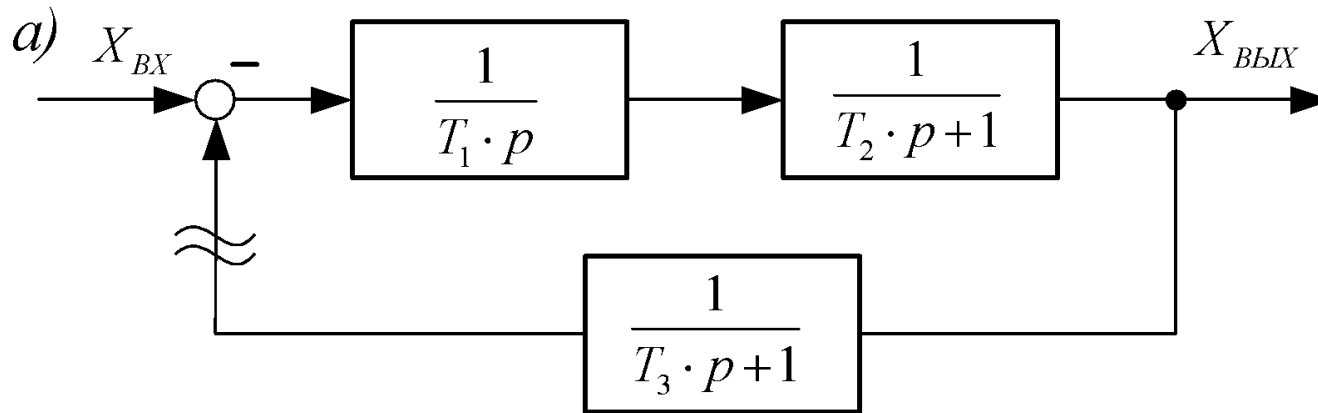 а)
X_ВХ
−
1 / (T_1 · p)
1 / (T_2 · p + 1)
X_ВЫХ
1 / (T_3 · p + 1)